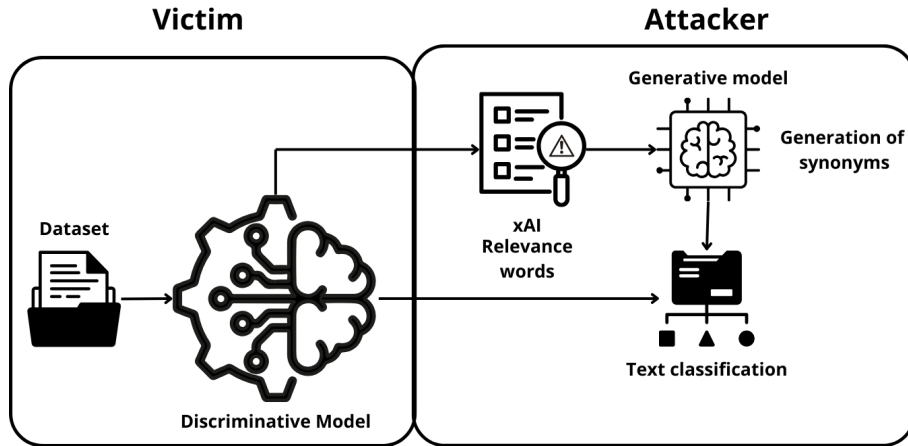 Victim
Attacker
Generative model
Generation of
synonyms
Dataset
xAI
Relevance
words
Text classification
Discriminative Model